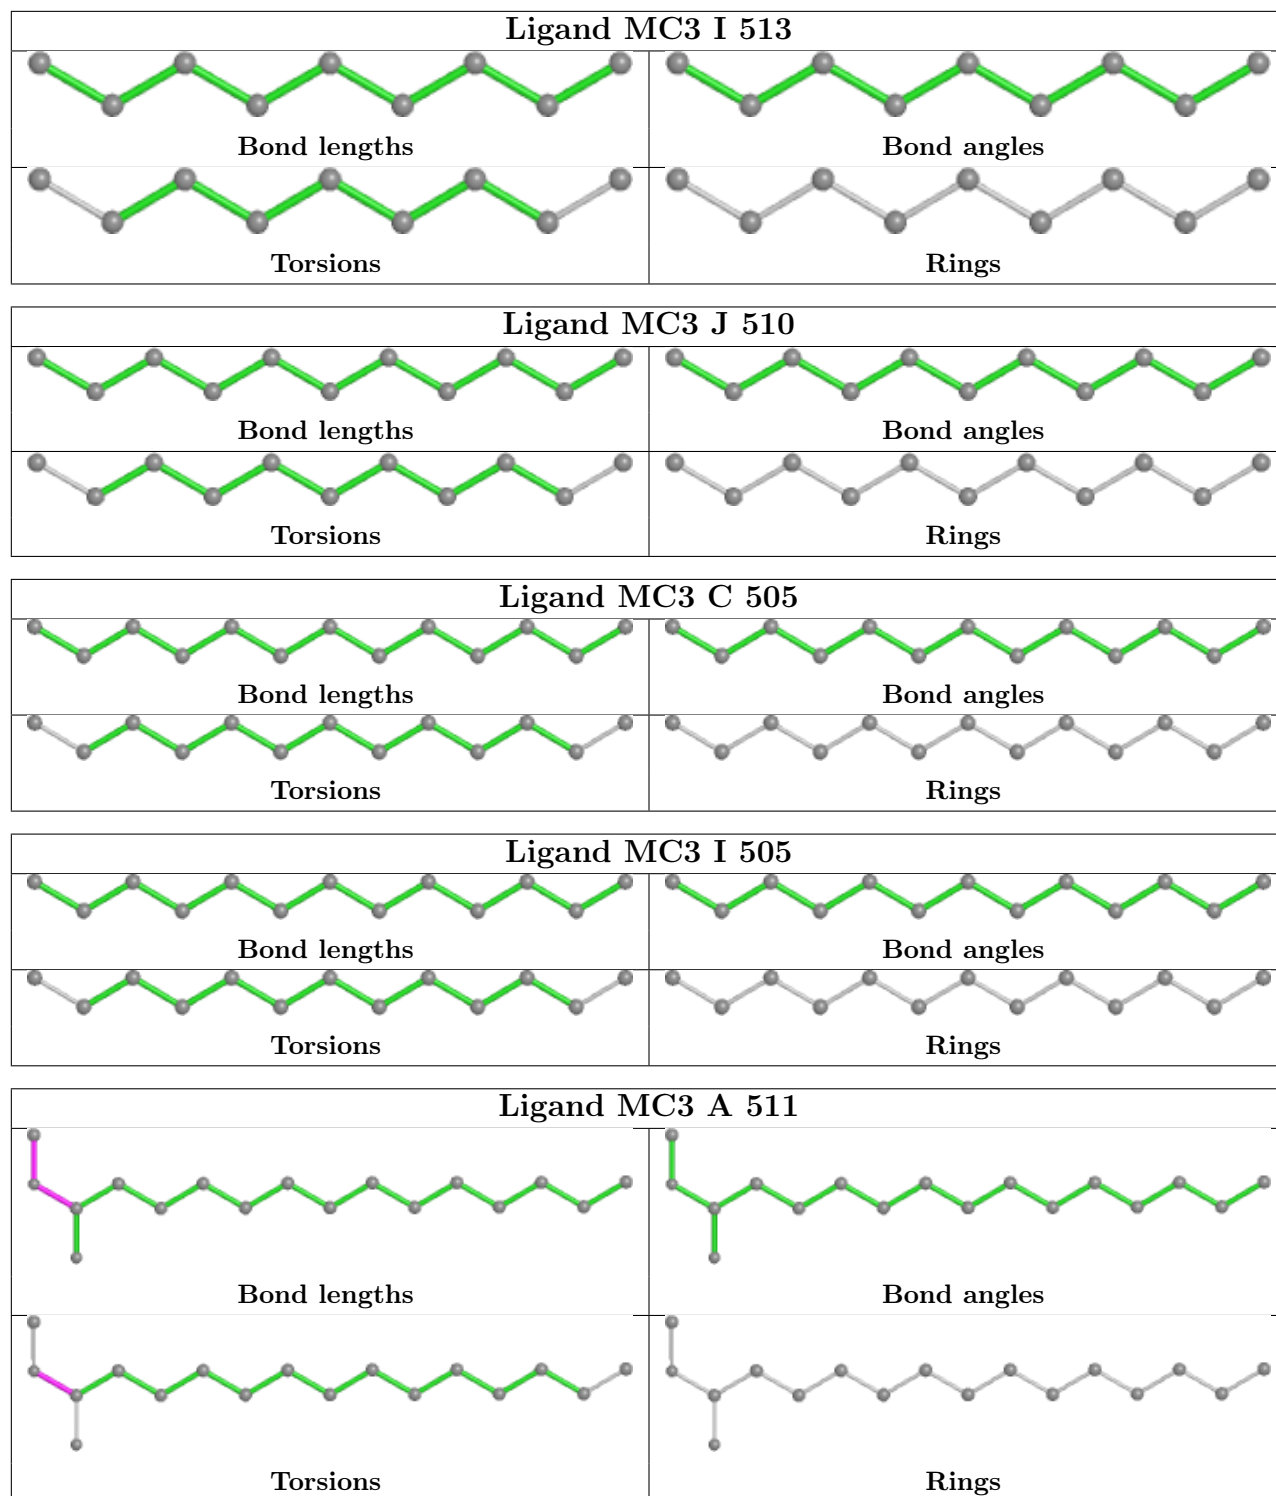 Ligand MC3 I 513
Bond lengths
Bond angles
Torsions
Rings
Ligand MC3 J 510
Bond lengths
Bond angles
Torsions
Rings
Ligand MC3 C 505
Bond lengths
Bond angles
Torsions
Rings
Ligand MC3 I 505
Bond lengths
Bond angles
Torsions
Rings
Ligand MC3 A 511
Bond lengths
Bond angles
Torsions
Rings